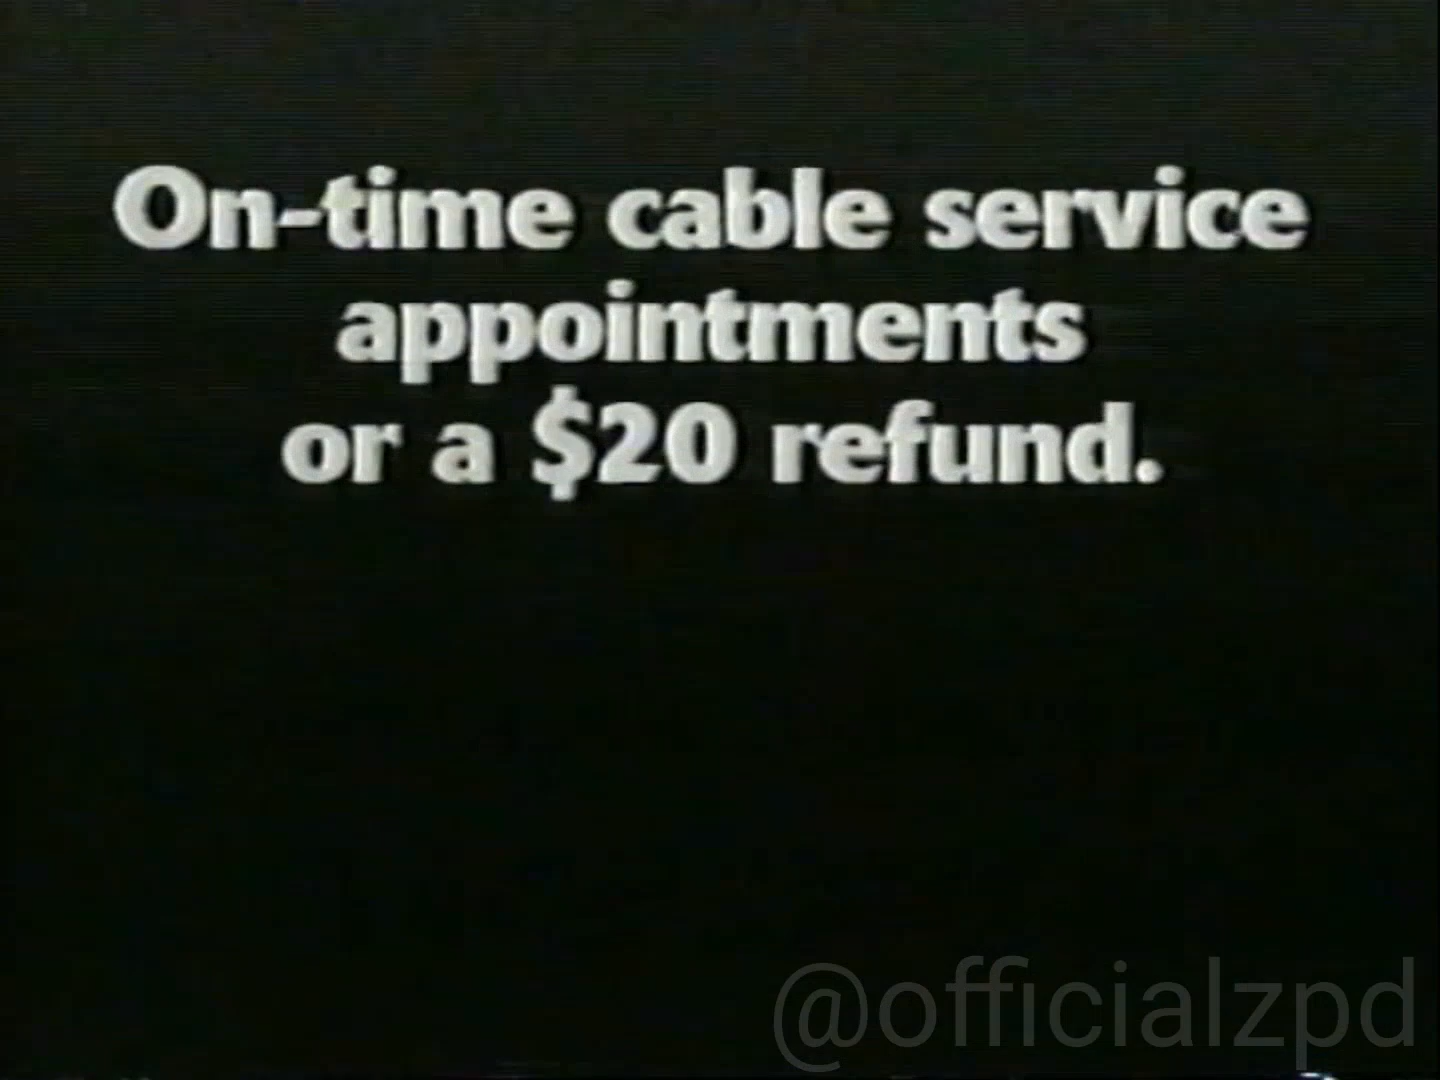 On-time cable service
appointments
or a $20 refund.
@officialzpd